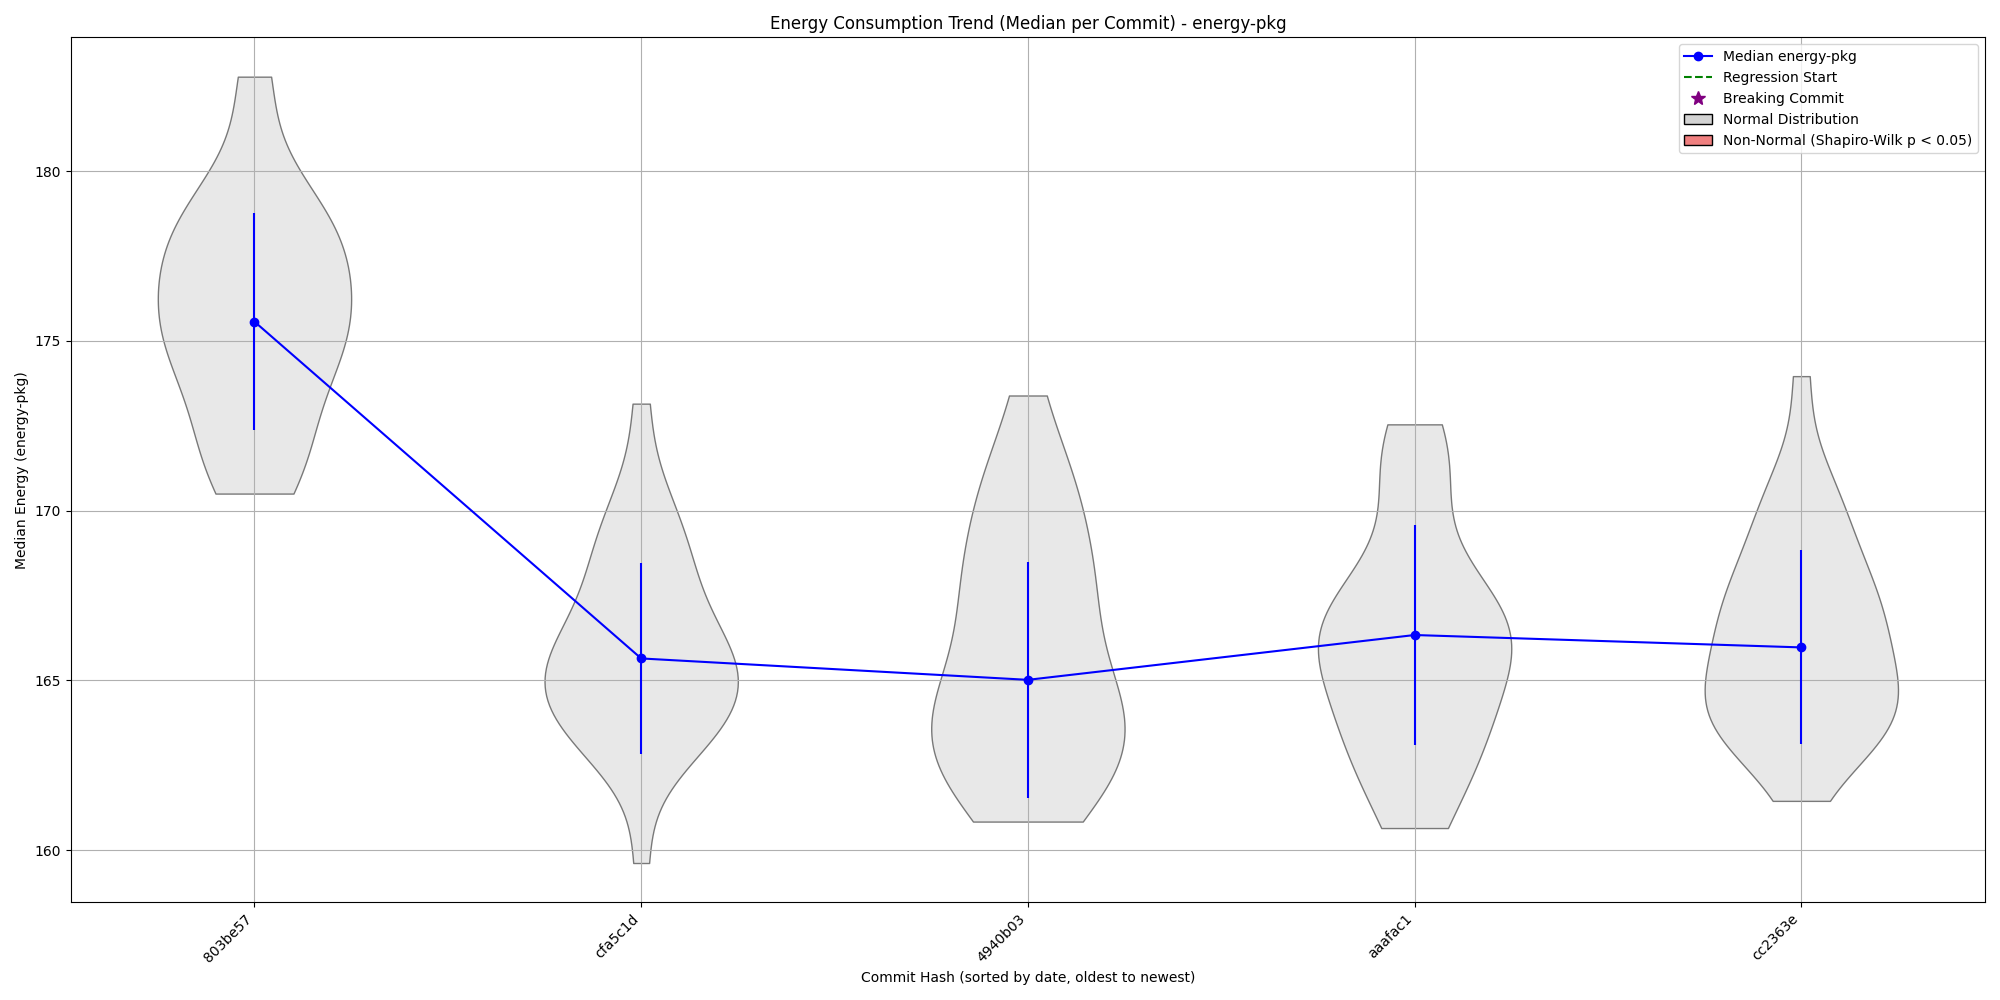 Energy Consumption Trend (Median per Commit) - energy-pkg
Median energy-pkg
Regression Start
Breaking Commit
Normal Distribution
Non-Normal (Shapiro-Wilk p < 0.05)
Median Energy (energy-pkg)
180
175
170
165
160
803be57
cfa5c1d
4940b03
aaafac1
cc2363e
Commit Hash (sorted by date, oldest to newest)